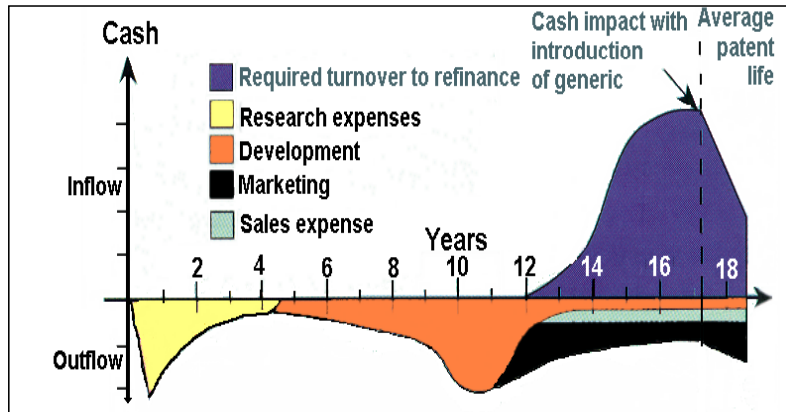 Cash
Cash impact with
introduction
of generic
Average
patent
life
Required turnover to refinance
Research expenses
Development
Marketing
Sales expense
Inflow
Years
2 4 6 8 10 12 14 16 18
Outflow